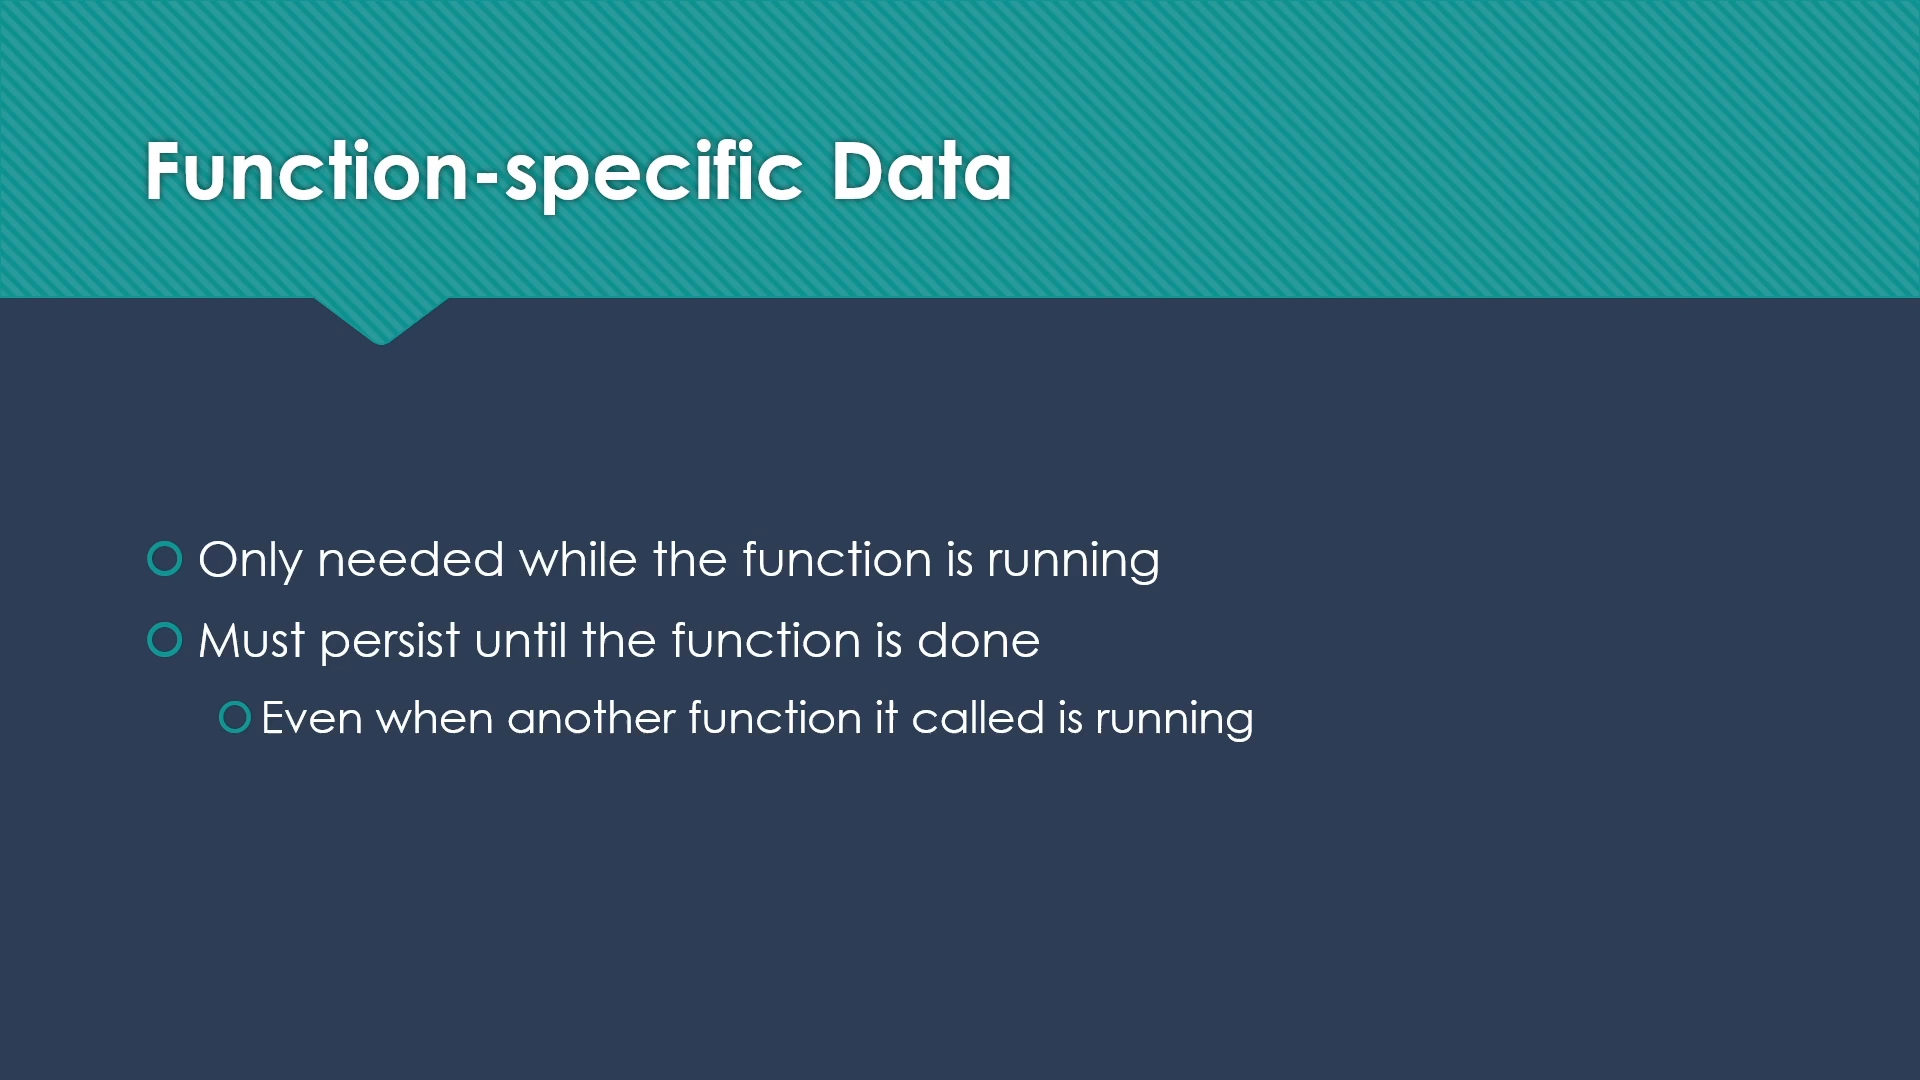 Function-specific Data
Only needed while the function is running
Must persist until the function is done
Even when another function it called is running